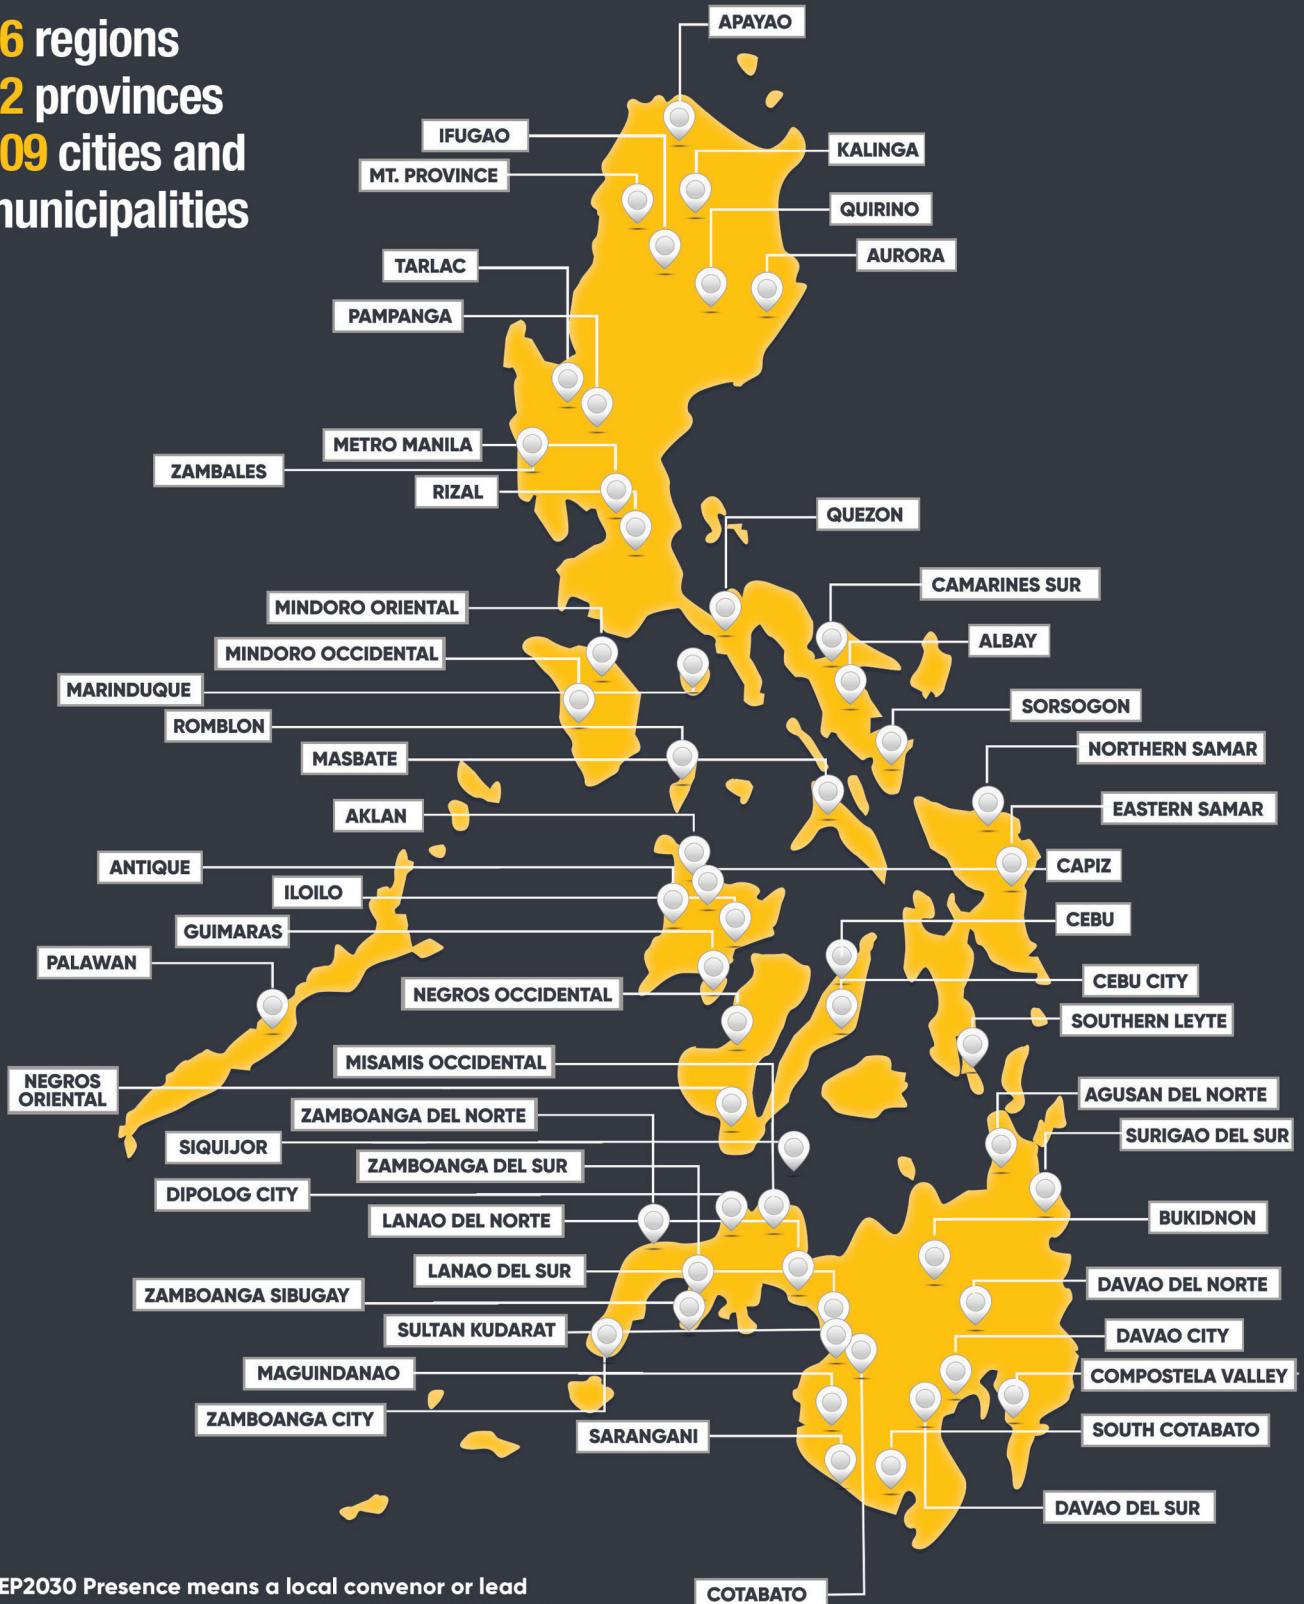 6 regions
2 provinces
09 cities and
nunicipalities
APAYAO
IFUGAO
KALINGA
MT. PROVINCE
QUIRINO
AURORA
TARLAC
PAMPANGA
METRO MANILA
ZAMBALES
RIZAL
QUEZON
CAMARINES SUR
MINDORO ORIENTAL
ALBAY
MINDORO OCCIDENTAL
MARINDUQUE
SORSOGON
ROMBLON
NORTHERN SAMAR
MASBATE
EASTERN SAMAR
AKLAN
ANTIQUE
CAPIZ
ILOILO
CEBU
GUIMARAS
PALAWAN
CEBU CITY
NEGROS OCCIDENTAL
SOUTHERN LEYTE
MISAMIS OCCIDENTAL
NEGROS
ORIENTAL
AGUSAN DEL NORTE
ZAMBOANGA DEL NORTE
SURIGAO DEL SUR
SIQUIJOR
ZAMBOANGA DEL SUR
DIPOLOG CITY
LANAO DEL NORTE
BUKIDNON
LANAO DEL SUR
DAVAO DEL NORTE
ZAMBOANGA SIBUGAY
SULTAN KUDARAT
DAVAO CITY
MAGUINDANAO
COMPOSTELA VALLEY
ZAMBOANGA CITY
SOUTH COTABATO
SARANGANI
DAVAO DEL SUR
EP2030 Presence means a local convenor or lead
COTABATO